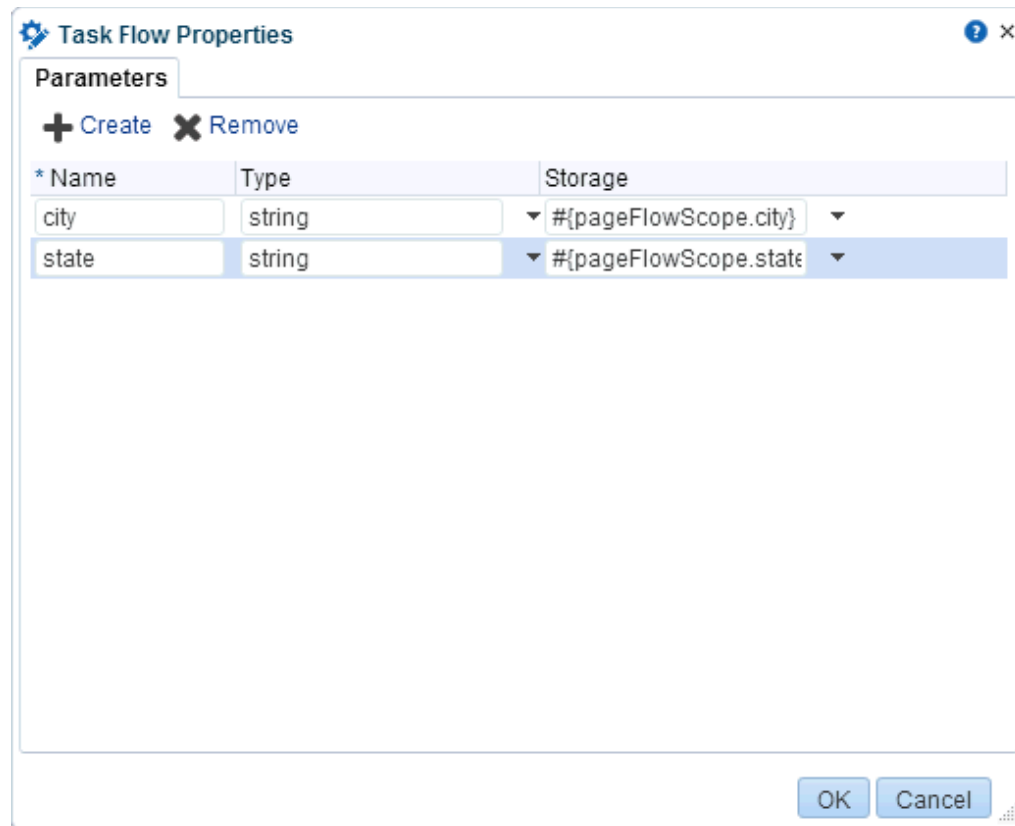 Task Flow Properties
Parameters
Create Remove
* Name Type Storage
city string #{pageFlowScope.city}
state string #{pageFlowScope.state
OK Cancel